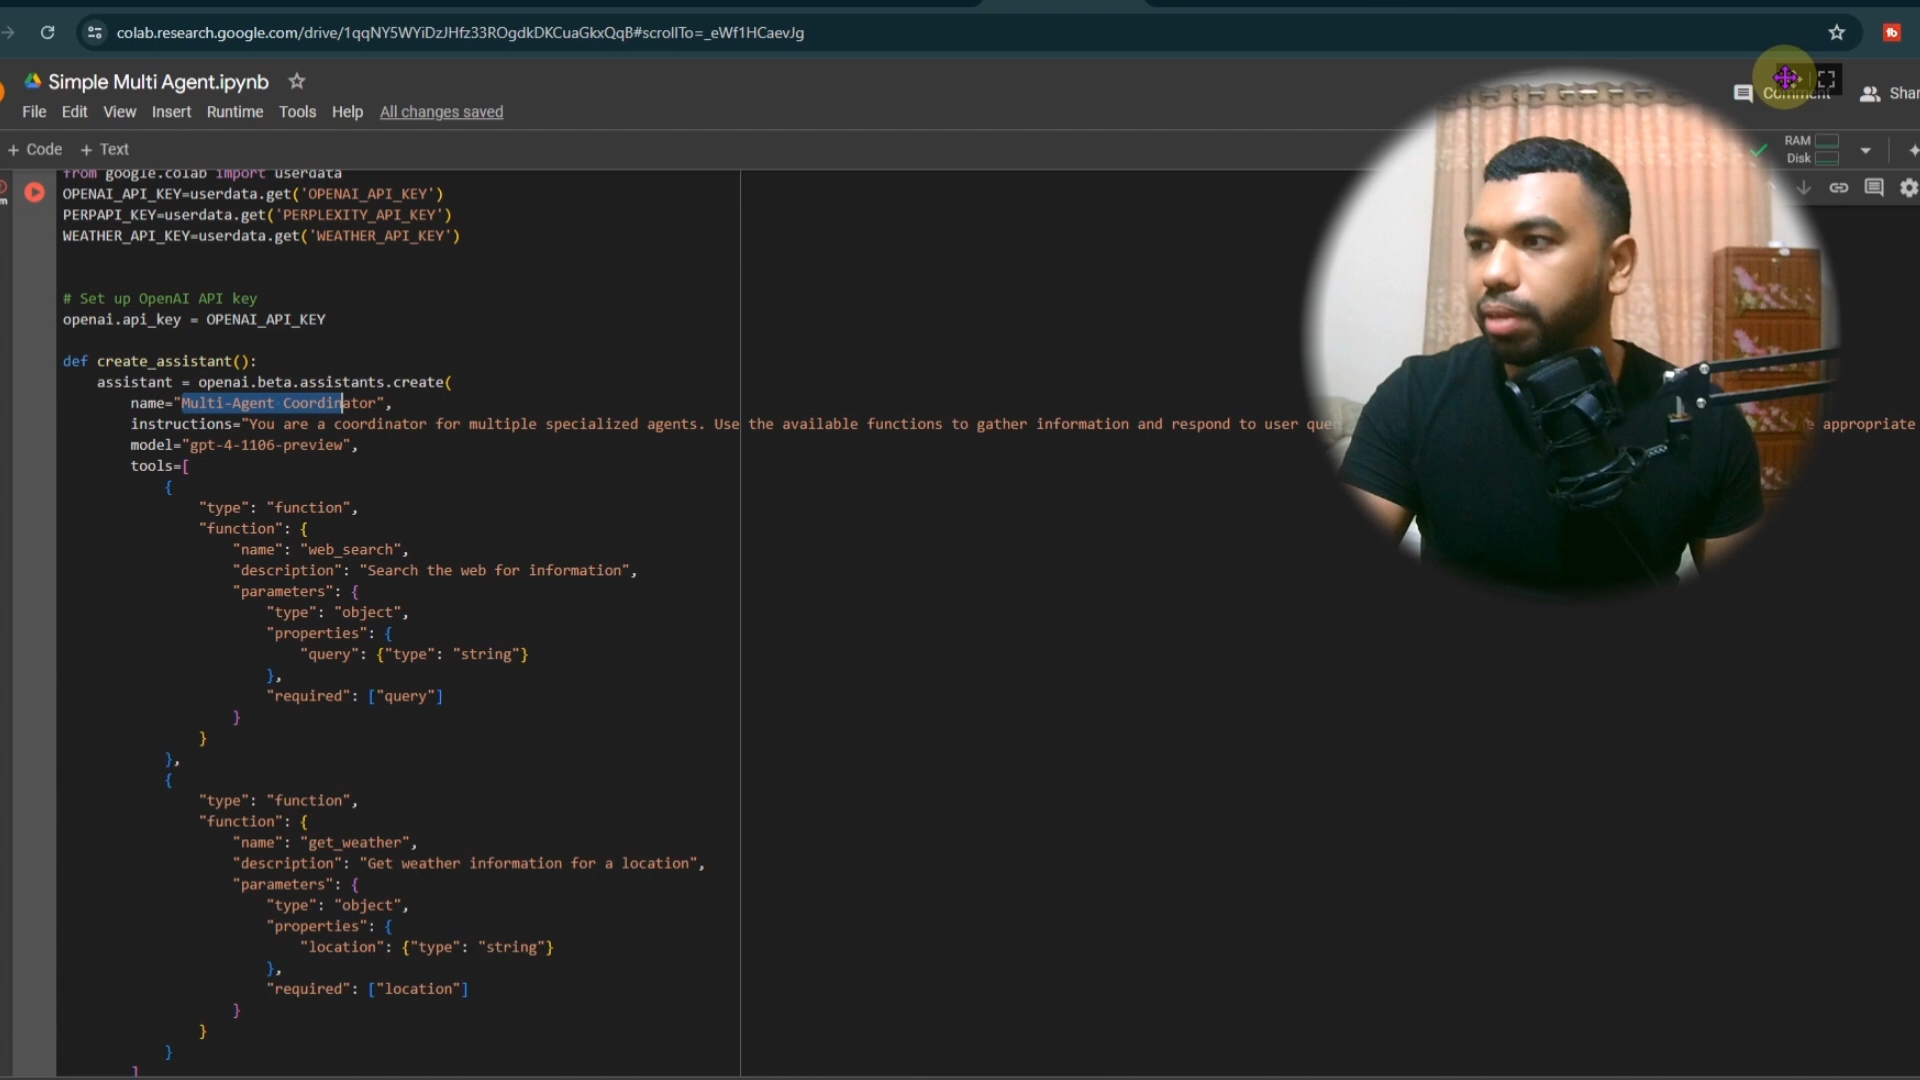 colab.research.google.com/drive/1qqNY5WYiDzJHfz33ROgdkDKCuaGkxQqB#scrollTo=_eWf1HCaevJg
Simple Multi Agent.ipynb
Comment
Shar
File Edit View Insert Runtime Tools Help All changes saved
+ Code + Text
RAM
Disk
from google.colab import userdata
OPENAI_API_KEY=userdata.get('OPENAI_API_KEY')
PERPAPI_KEY=userdata.get('PERPLEXITY_API_KEY')
WEATHER_API_KEY=userdata.get('WEATHER_API_KEY')
# Set up OpenAI API key
openai.api_key = OPENAI_API_KEY
def create_assistant():
assistant = openai.beta.assistants.create(
name="Multi-Agent Coordinator",
instructions="You are a coordinator for multiple specialized agents. Use the available functions to gather information and respond to user que appropriate
model="gpt-4-1106-preview",
tools=[
{
"type": "function",
"function": {
"name": "web_search",
"description": "Search the web for information",
"parameters": {
"type": "object",
"properties": {
"query": {"type": "string"}
},
"required": ["query"]
}
}
},
{
"type": "function",
"function": {
"name": "get_weather",
"description": "Get weather information for a location",
"parameters": {
"type": "object",
"properties": {
"location": {"type": "string"}
},
"required": ["location"]
}
}
}
]